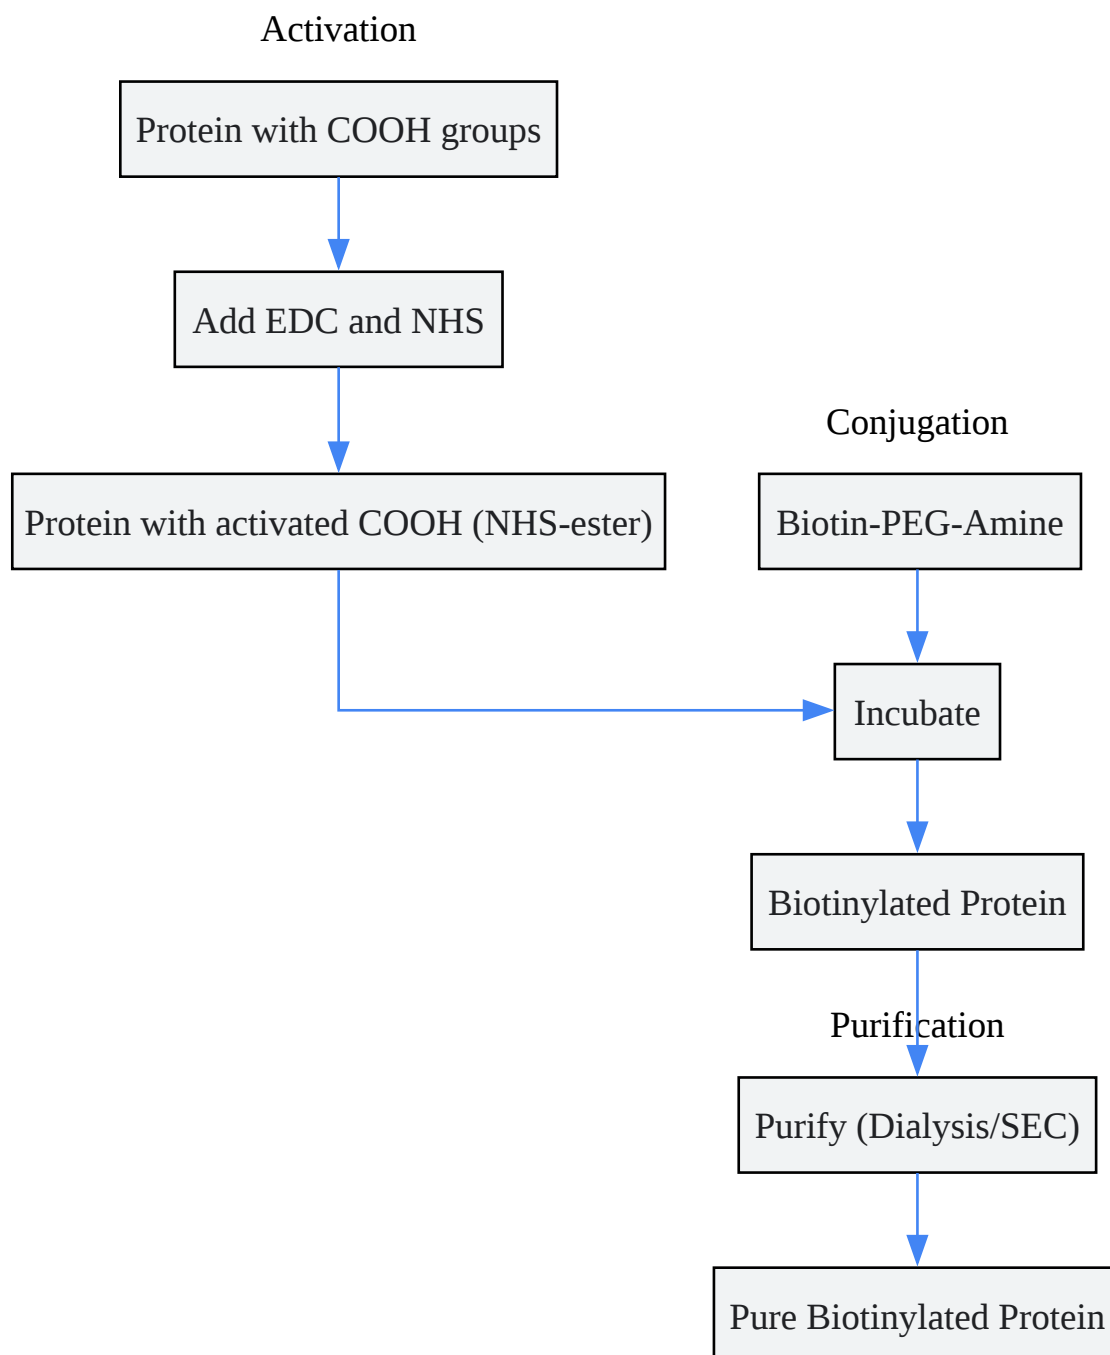 Activation
Protein with COOH groups
Add EDC and NHS
Protein with activated COOH (NHS-ester)
Conjugation
Biotin-PEG-Amine
Incubate
Biotinylated Protein
Purification
Purify (Dialysis/SEC)
Pure Biotinylated Protein